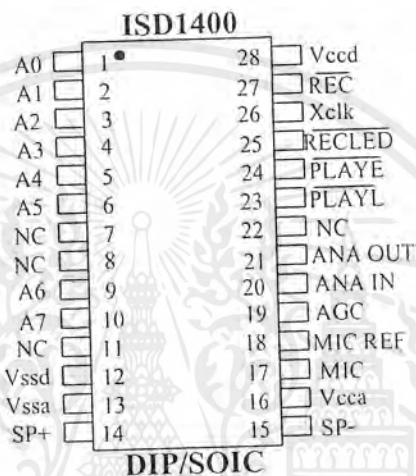 ISD1400
A0 1 28 Vccd
A1 2 27 REC
A2 3 26 Xclk
A3 4 25 RECLED
A4 5 24 PLAYE
A5 6 23 PLAYL
NC 7 22 NC
NC 8 21 ANA OUT
A6 9 20 ANA IN
A7 10 19 AGC
NC 11 18 MIC REF
Vssd 12 17 MIC
Vssa 13 16 Vcca
SP+ 14 15 SP-
DIP/SOIC